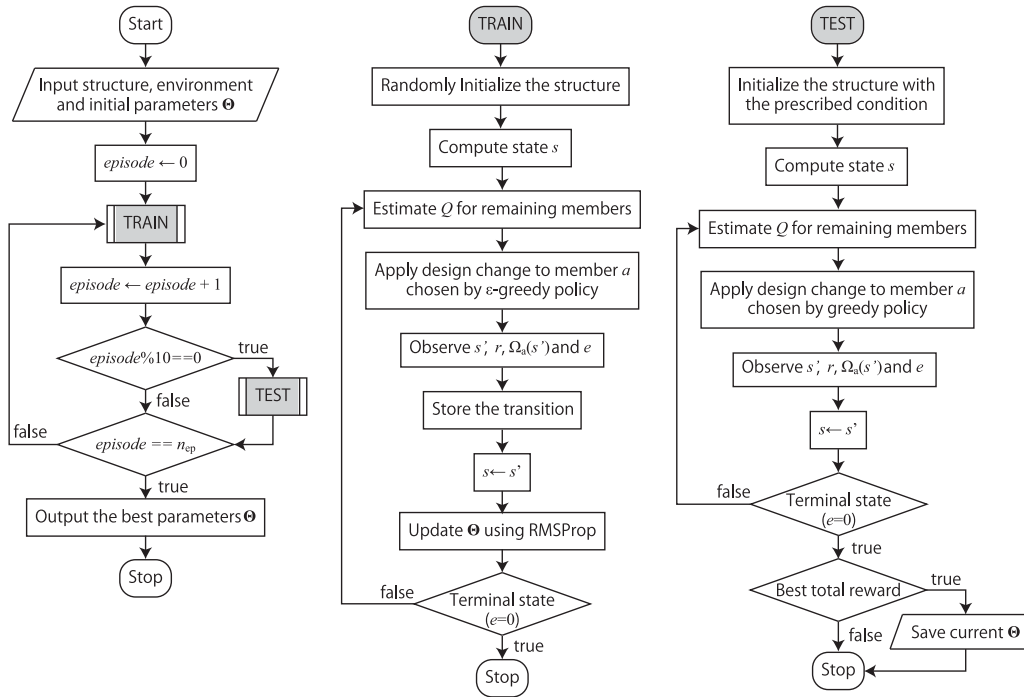 Start
Input structure, environment
and initial parameters Θ
episode ← 0
TRAIN
episode ← episode + 1
episode%10==0
true
TEST
false
episode == nep
false
true
Output the best parameters Θ
Stop
TRAIN
Randomly Initialize the structure
Compute state s
Estimate Q for remaining members
Apply design change to member a
chosen by ε-greedy policy
Observe s’, r, Ωa(s’) and e
Store the transition
s← s’
Update Θ using RMSProp
false
Terminal state
(e=0)
true
Stop
TEST
Initialize the structure with
the prescribed condition
Compute state s
Estimate Q for remaining members
Apply design change to member a
chosen by greedy policy
Observe s’, r, Ωa(s’) and e
s← s’
false
Terminal state
(e=0)
true
Best total reward
true
false
Save current Θ
Stop